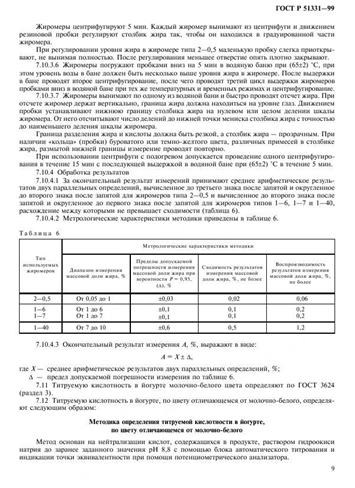 ГОСТ Р 51331—99
Жиромеры центрифугируют 5 мин. Каждый жиромер вынимают из центрифуги и движением
резиновой пробки регулируют столбик жира так, чтобы он находился в градуированной части
жиромера.
При регулировании уровня жира в жиромере типа 2—0,5 маленькую пробку слегка приоткры-
вают, не вынимая полностью. После регулирования меньшее отверстие опять плотно закрывают.
7.10.3.6 Жиромеры погружают пробками вниз на 5 мин в водяную баню при (65±2) °С, при
этом уровень воды в бане должен быть несколько выше уровня жира в жиромере. После выдержки
в бане проводят второе центрифугирование, после чего проводят третий цикл выдержки жиромеров
пробками вниз в водяной бане при тех же температурных и временных режимах и центрифугирование.
7.10.3.7 Жиромеры вынимают по одному из водяной бани и быстро проводят отсчет жира. При
отсчете жиромер держат вертикально, граница жира должна находиться на уровне глаз. Движением
пробки устанавливают нижнюю границу столбика жира на нулевом или целом делении шкалы
жиромера. От него отсчитывают число делений до нижней точки мениска столбика жира с точностью
до наименьшего деления шкалы жиромера.
Граница разделения жира и кислоты должна быть резкой, а столбик жира — прозрачным. При
наличии «кольца» (пробки) буроватого или темно-желтого цвета, различных примесей в столбике
жира, размытой нижней границы измерение проводят повторно.
При использовании центрифуги с подогревом допускается проведение одного центрифугиро-
вания в течение 15 мин с последующей выдержкой в водяной бане при (65±2) °С в течение 5 мин.
7.10.4 Обработка результатов
7.10.4.1 За окончательный результат измерений принимают среднее арифметическое резуль-
татов двух параллельных определений, вычисленное до третьего знака после запятой и округленное
до второго знака после запятой для жиромеров типа 2—0,5 и вычисленное до второго знака после
запятой и округленное до первого знака после запятой для жиромеров типов 1—6, 1—7 и 1—40,
расхождение между которыми не превышает сходимости (таблица 6).
7.10.4.2 Метрологические характеристики методики приведены в таблице 6.
Таблица 6
Метрологические характеристики методики
Тип используемых жиромеров
Диапазон измерения массовой доли жира, %
Пределы допускаемой погрешности измерения массовой доли жира при вероятности P = 0,95, (Δ), %
Сходимость результатов измерения массовой доли жира, %, не более
Воспроизводимость результата измерения массовой доли жира, %, не более
2—0,5 От 0,05 до 1 ±0,03 0,02 0,06
1—6 От 1 до 6 ±0,1 0,1 0,2
1—7 От 1 до 7 ±0,1 0,1 0,2
1—40 От 7 до 10 ±0,6 0,5 1,2
7.10.4.3 Окончательный результат измерения A, %, выражают в виде:
A = X ± Δ,
где X — среднее арифметическое результатов двух параллельных определений, %;
Δ — предел допускаемой погрешности измерения по таблице 6.
7.11 Титруемую кислотность в йогурте молочно-белого цвета определяют по ГОСТ 3624
(раздел 3).
7.12 Титруемую кислотность в йогурте, по цвету отличающемся от молочно-белого, определя-
ют следующим образом:
Методика определения титруемой кислотности в йогурте,
по цвету отличающемся от молочно-белого
Метод основан на нейтрализации кислот, содержащихся в продукте, раствором гидроокиси
натрия до заранее заданного значения pH 8,8 с помощью блока автоматического титрования и
индикации точки эквивалентности при помощи потенциометрического анализатора.
9